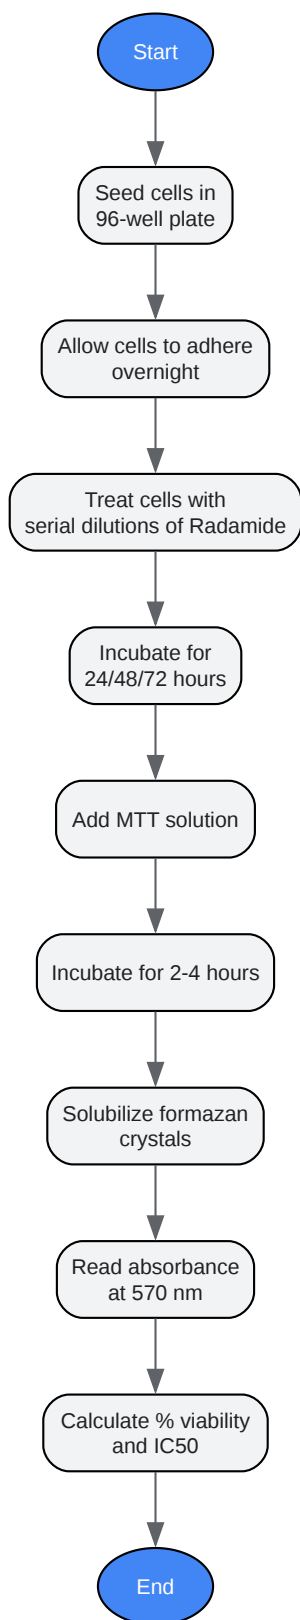 Start
Seed cells in
96-well plate
Allow cells to adhere
overnight
Treat cells with
serial dilutions of Radamide
Incubate for
24/48/72 hours
Add MTT solution
Incubate for 2-4 hours
Solubilize formazan
crystals
Read absorbance
at 570 nm
Calculate % viability
and IC50
End